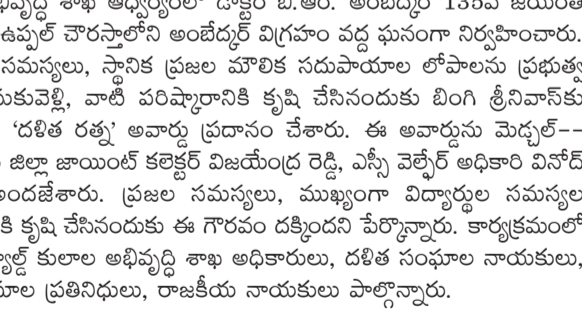 భివృద్ధి శాఖ ఆధ్వర్యంలో డాక్టర్ బి.ఆర్. అంబేద్కర్ 135వ జయంతి
ఉప్పల్ చౌరస్తాలోని అంబేద్కర్ విగ్రహం వద్ద ఘనంగా నిర్వహించారు.
సమస్యలు, స్థానిక ప్రజల మౌలిక సదుపాయాల లోపాలను ప్రభుత్వ
కువెళ్లి, వాటి పరిష్కారానికి కృషి చేసినందుకు బింగి శ్రీనివాస్‌కు
'దళిత రత్న' అవార్డు ప్రదానం చేశారు. ఈ అవార్డును మెడ్చల్--
జిల్లా జాయింట్ కలెక్టర్ విజయేంద్ర రెడ్డి, ఎస్సీ వెల్ఫేర్ అధికారి వినోద్
అందజేశారు. ప్రజల సమస్యలు, ముఖ్యంగా విద్యార్థుల సమస్యల
కి కృషి చేసినందుకు ఈ గౌరవం దక్కిందని పేర్కొన్నారు. కార్యక్రమంలో
ల్డ్ కులాల అభివృద్ధి శాఖ అధికారులు, దళిత సంఘాల నాయకులు,
ఘాల ప్రతినిధులు, రాజకీయ నాయకులు పాల్గొన్నారు.